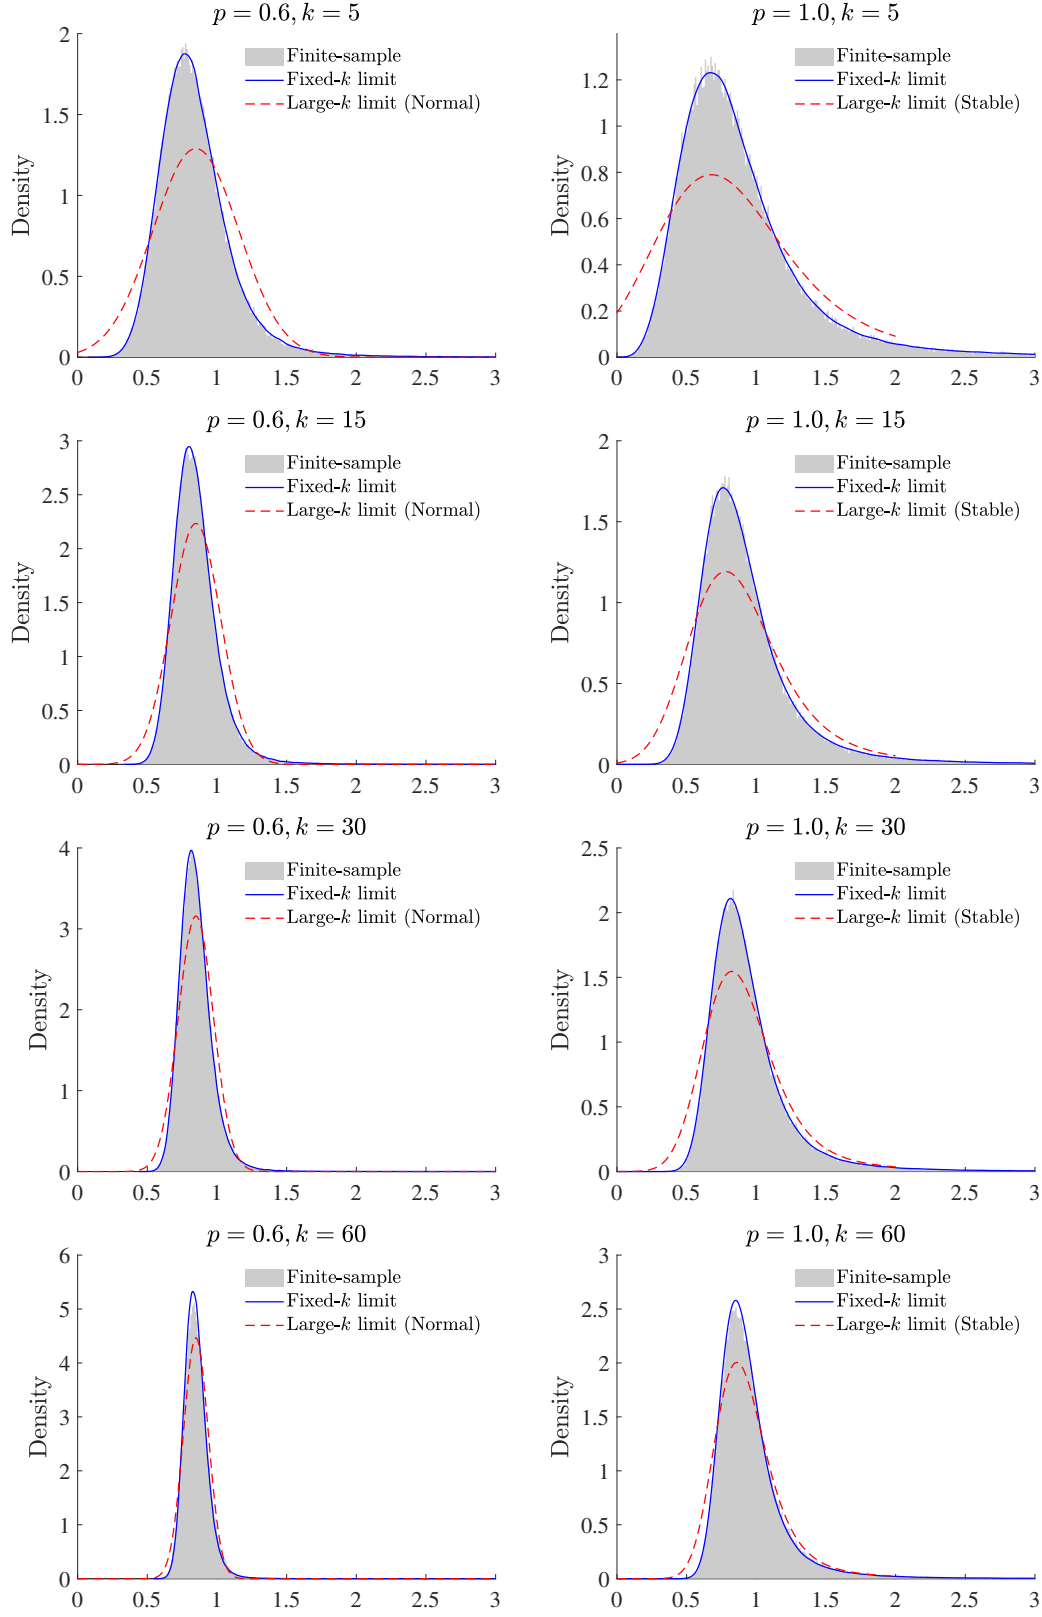 p = 0.6, k = 5
2
1.5
1
0.5
0
Density
Finite-sample
Fixed-k limit
Large-k limit (Normal)
0 0.5 1 1.5 2 2.5 3
p = 1.0, k = 5
1.2
1
0.8
0.6
0.4
0.2
0
Density
Finite-sample
Fixed-k limit
Large-k limit (Stable)
0 0.5 1 1.5 2 2.5 3
p = 0.6, k = 15
3
2.5
2
1.5
1
0.5
0
Density
Finite-sample
Fixed-k limit
Large-k limit (Normal)
0 0.5 1 1.5 2 2.5 3
p = 1.0, k = 15
2
1.5
1
0.5
0
Density
Finite-sample
Fixed-k limit
Large-k limit (Stable)
0 0.5 1 1.5 2 2.5 3
p = 0.6, k = 30
4
3
2
1
0
Density
Finite-sample
Fixed-k limit
Large-k limit (Normal)
0 0.5 1 1.5 2 2.5 3
p = 1.0, k = 30
2.5
2
1.5
1
0.5
0
Density
Finite-sample
Fixed-k limit
Large-k limit (Stable)
0 0.5 1 1.5 2 2.5 3
p = 0.6, k = 60
6
5
4
3
2
1
0
Density
Finite-sample
Fixed-k limit
Large-k limit (Normal)
0 0.5 1 1.5 2 2.5 3
p = 1.0, k = 60
3
2.5
2
1.5
1
0.5
0
Density
Finite-sample
Fixed-k limit
Large-k limit (Stable)
0 0.5 1 1.5 2 2.5 3